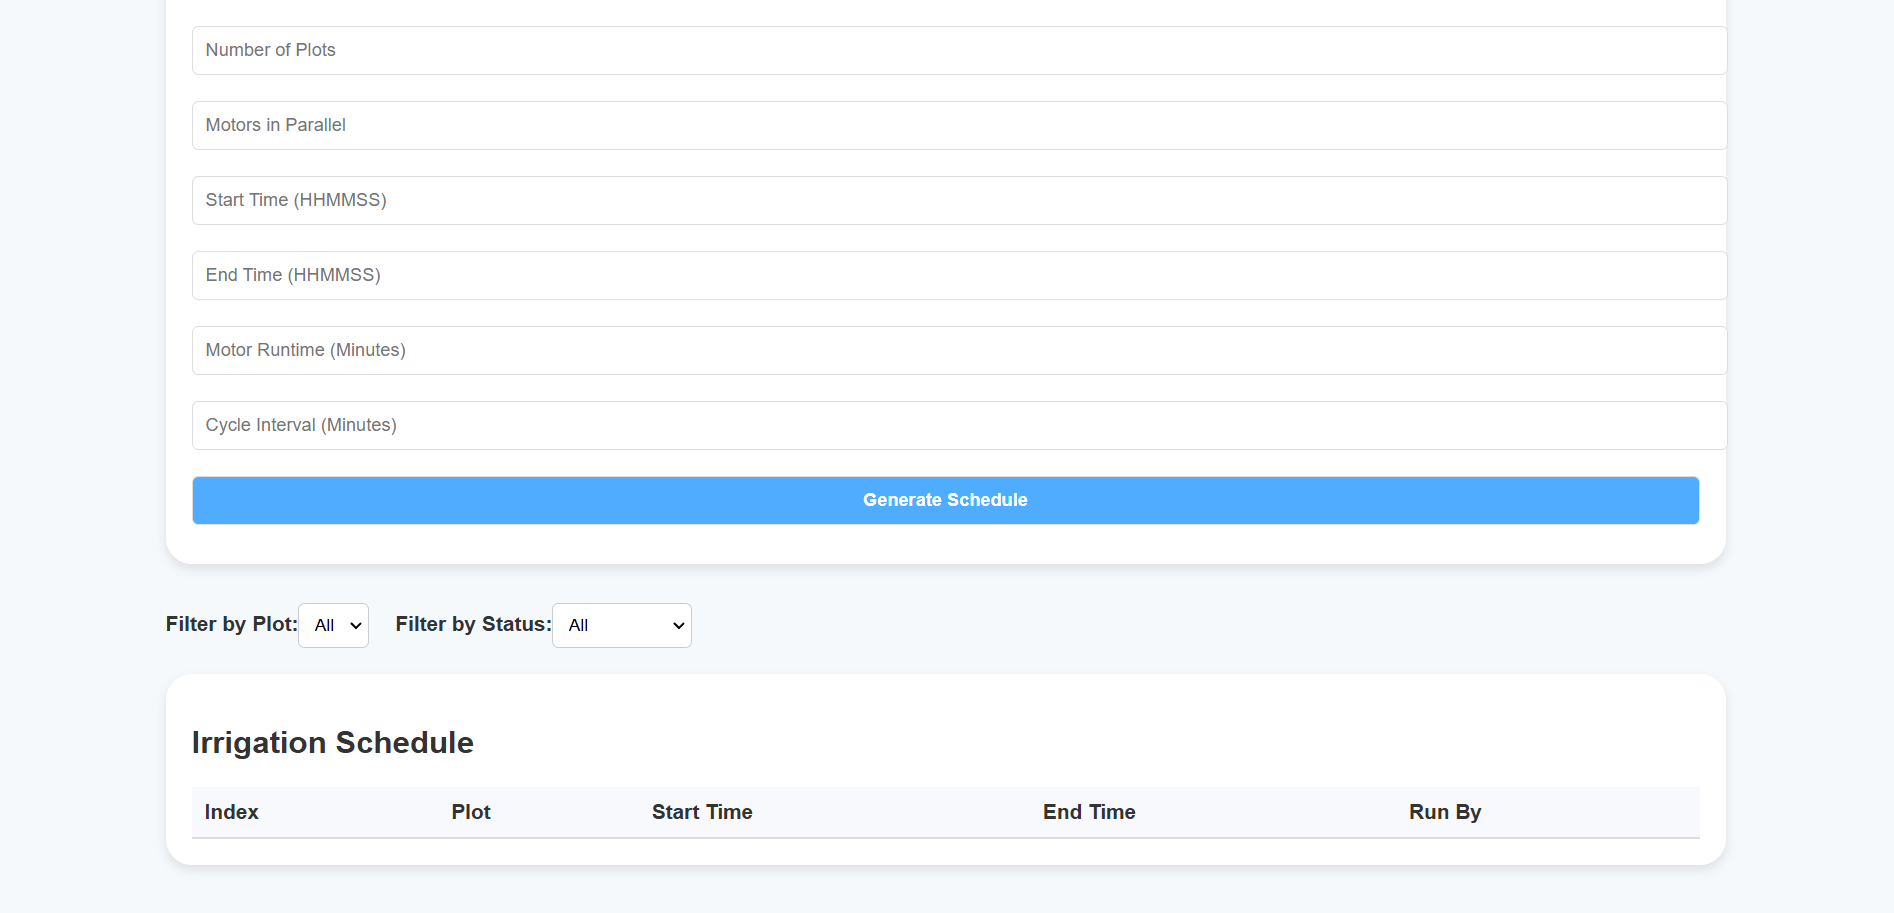 Number of Plots
Motors in Parallel
Start Time (HHMMSS)
End Time (HHMMSS)
Motor Runtime (Minutes)
Cycle Interval (Minutes)
Generate Schedule
Filter by Plot: All Filter by Status: All
Irrigation Schedule
Index Plot Start Time End Time Run By